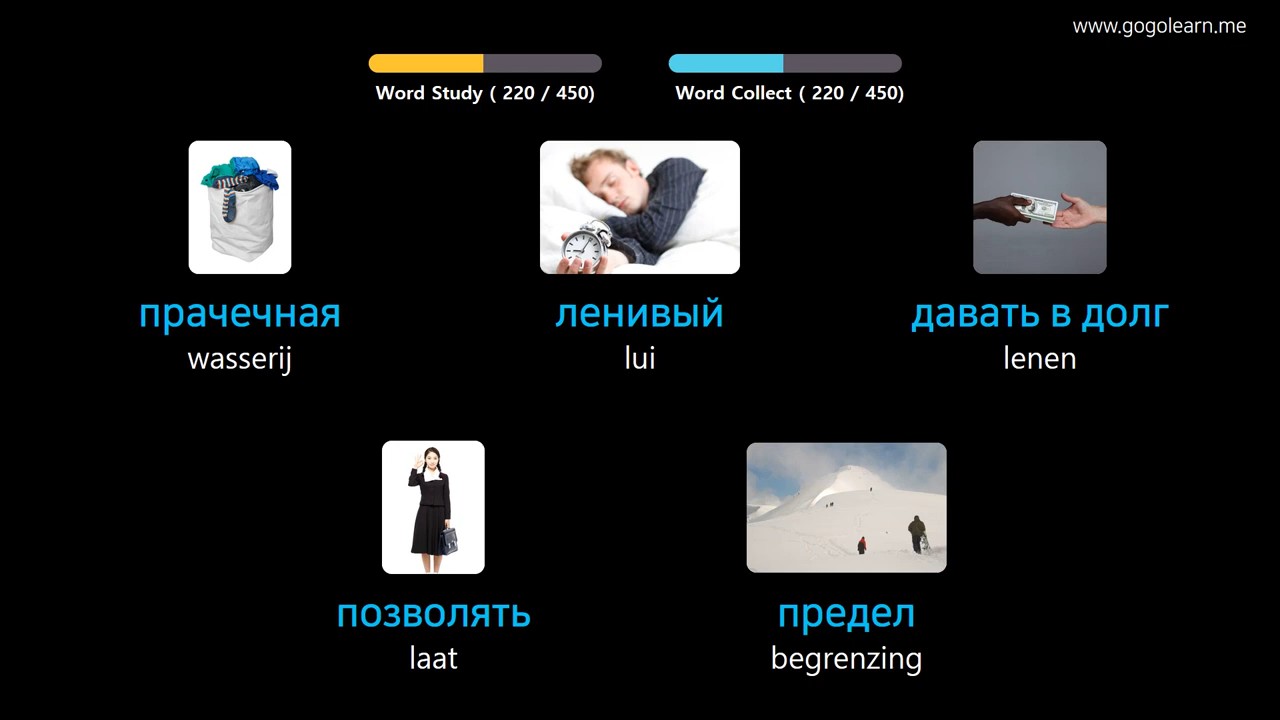 www.gogolearn.me
Word Study ( 220 / 450)
Word Collect ( 220 / 450)
прачечная
wasserij
ленивый
lui
давать в долг
lenen
позволять
laat
предел
begrenzing